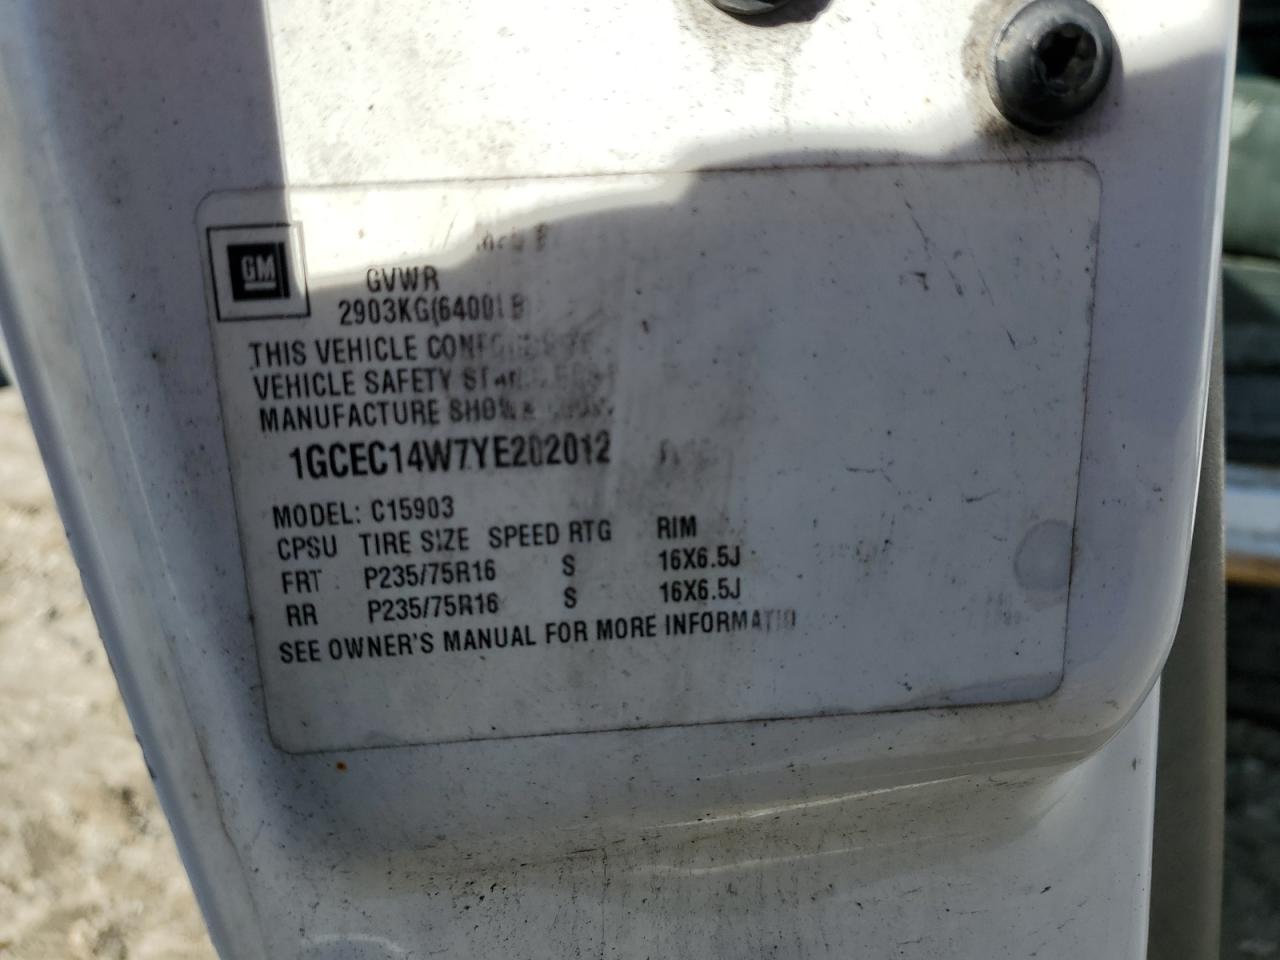 GM
GVWR
2903KG(6400LB
THIS VEHICLE
VEHICLE SAFETY
MANUFACTURE
1GCEC14W7YE202012
MODEL: C15903
CPSU TIRE SIZE SPEED RTG RIM
FRT P235/75R16 S 16X6.5J
RR P235/75R16 S 16X6.5J
SEE OWNER'S MANUAL FOR MORE INFORMATIO